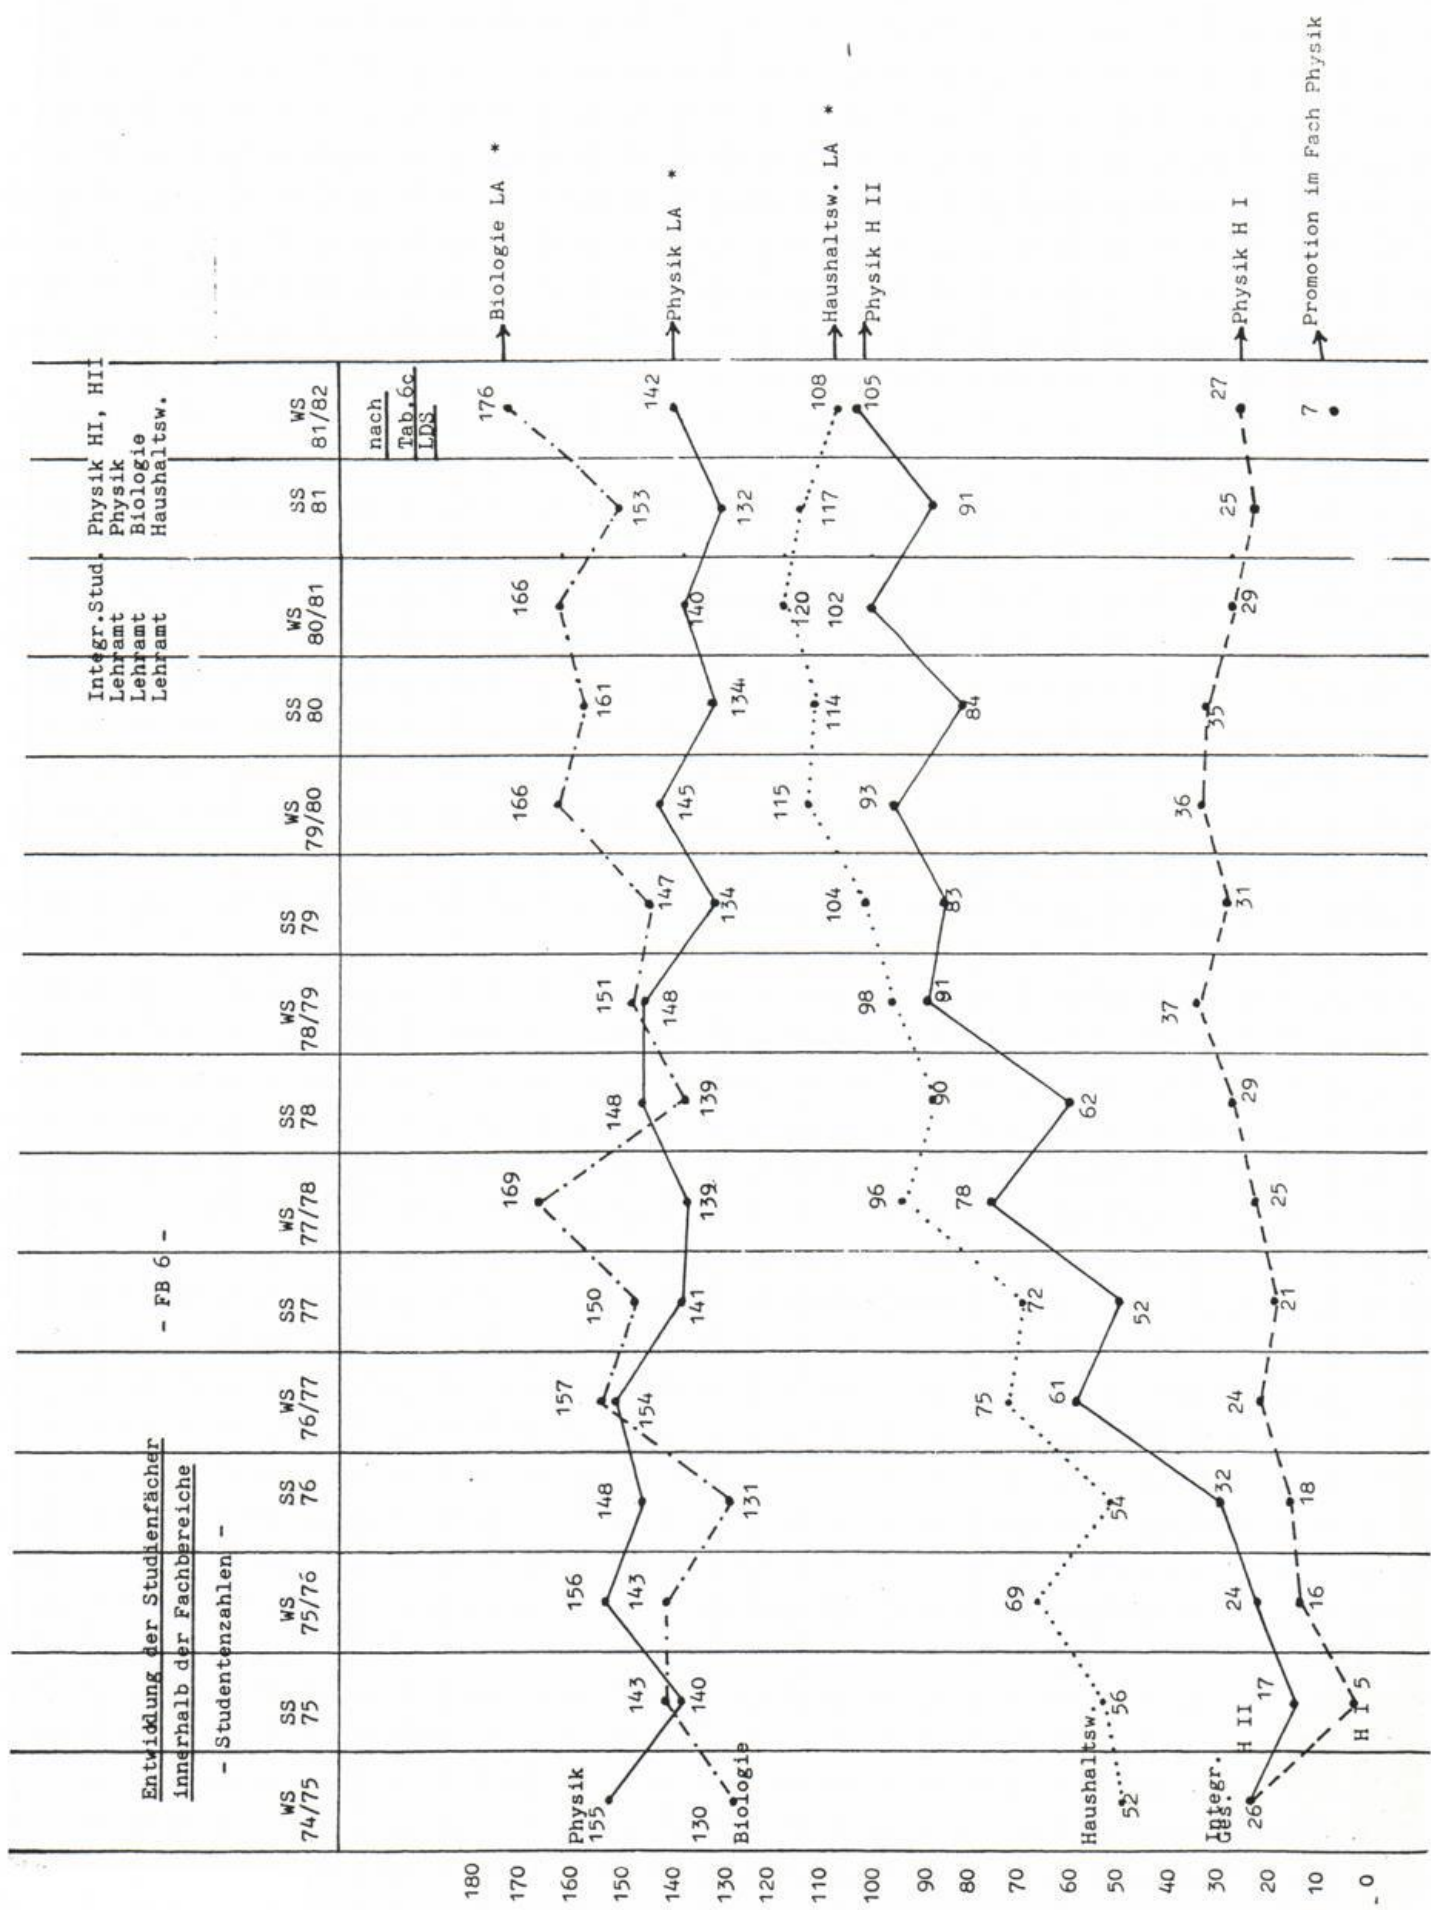 Entwicklung der Studienfächer
innerhalb der Fachbereiche
- Studentenzahlen -
- FB 6 -
Integr.Stud. Physik HI, HII
Lehramt Physik
Lehramt Biologie
Lehramt Haushaltsw.
WS 74/75
SS 75
WS 75/76
SS 76
WS 76/77
SS 77
WS 77/78
SS 78
WS 78/79
SS 79
WS 79/80
SS 80
WS 80/81
SS 81
WS 81/82
nach
Tab.6c
LDS
180
170
160
150
140
130
120
110
100
90
80
70
60
50
40
30
20
10
0
Physik
155 140 156 148 154 141 139 148 148 134 145 134 140 132 142
Physik LA *
130 143 143 131 157 150 169 139 151 147 166 161 166 153 176
Biologie
Biologie LA *
Haushaltsw.
52 56 69 54 75 72 96 90 98 104 115 114 120 117 108
Haushaltsw. LA *
Integr.
Ges.
H II
26 17 24 32 61 52 78 62 91 83 93 84 102 91 105
Physik H II
H I
5 16 18 24 21 25 29 37 31 36 35 29 25 27
Physik H I
7
Promotion im Fach Physik